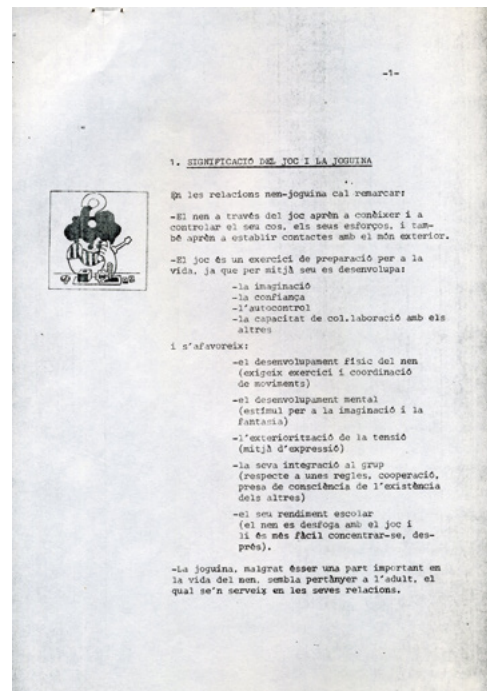 -1-
1. SIGNIFICACIÓ DEL JOC I LA JOGUINA
En les relacions nen-joguina cal remarcar:
-El nen a través del joc aprèn a conèixer i a
controlar el seu cos, els seus esforços, i tam-
bé aprèn a establir contactes amb el món exterior.
-El joc és un exercici de preparació per a la
vida, ja que per mitjà seu es desenvolupa:
-la imaginació
-la confiança
-l'autocontrol
-la capacitat de col.laboració amb els
altres
i s'afavoreix:
-el desenvolupament físic del nen
(exigeix exercici i coordinació
de moviments)
-el desenvolupament mental
(estímul per a la imaginació i la
fantasia)
-l'exteriorització de la tensió
(mitjà d'expressió)
-la seva integració al grup
(respecte a unes regles, cooperació,
presa de consciència de l'existència
dels altres)
-el seu rendiment escolar
(el nen es desfoga amb el joc i
li és més fàcil concentrar-se, des-
prés).
-La joguina, malgrat ésser una part important en
la vida del nen, sembla pertànyer a l'adult, el
qual se'n serveix en les seves relacions.